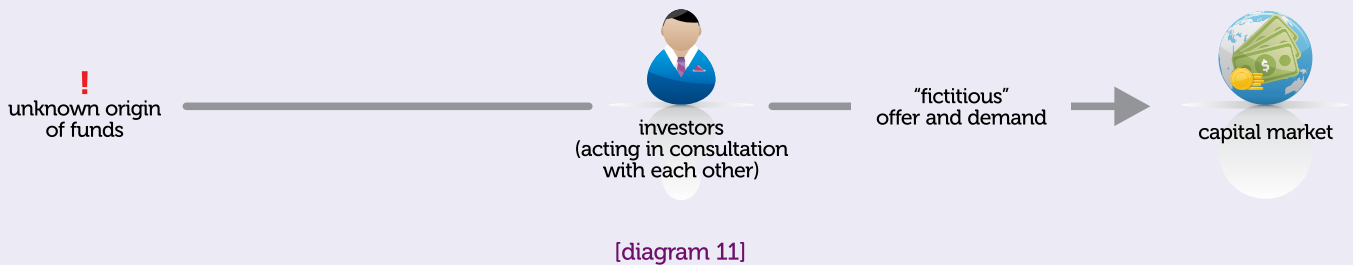 !
unknown origin
of funds
investors
(acting in consultation
with each other)
“fictitious”
offer and demand
$
capital market
[diagram 11]